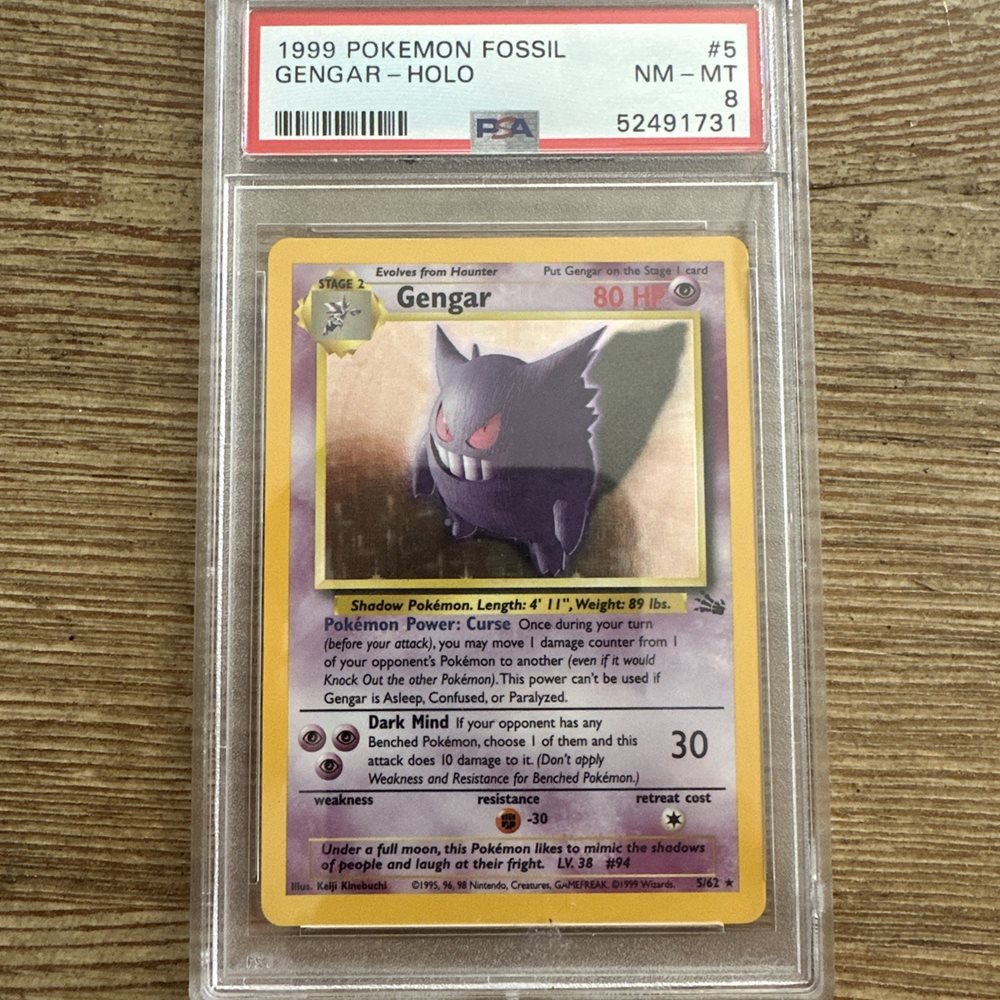 1999 POKEMON FOSSIL #5
GENGAR – HOLO NM – MT
8
PSA 52491731
Evolves from Haunter Put Gengar on the Stage 1 card
STAGE 2
Gengar 80 HP
Shadow Pokémon. Length: 4' 11", Weight: 89 lbs.
Pokémon Power: Curse Once during your turn
(before your attack), you may move 1 damage counter from 1
of your opponent's Pokémon to another (even if it would
Knock Out the other Pokémon). This power can't be used if
Gengar is Asleep, Confused, or Paralyzed.
Dark Mind If your opponent has any
Benched Pokémon, choose 1 of them and this
attack does 10 damage to it. (Don't apply
Weakness and Resistance for Benched Pokémon.)
30
weakness resistance retreat cost
-30
Under a full moon, this Pokémon likes to mimic the shadows
of people and laugh at their fright. LV. 38 #94
Illus. Keiji Kinebuchi ©1995, 96, 98 Nintendo, Creatures, GAMEFREAK. ©1999 Wizards. 5/62 ★